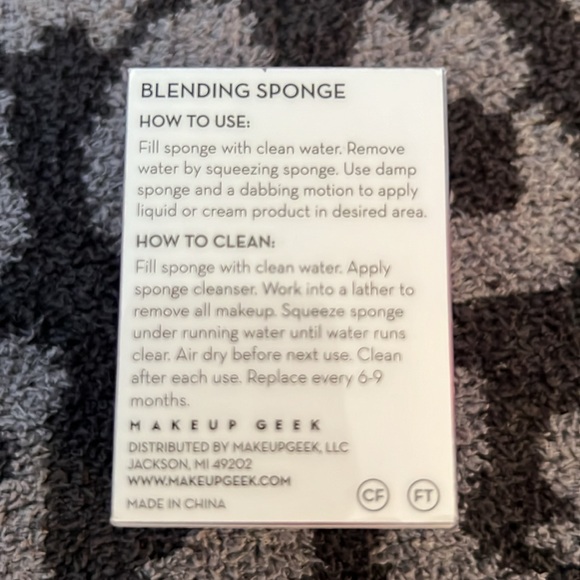 BLENDING SPONGE
HOW TO USE:
Fill sponge with clean water. Remove
water by squeezing sponge. Use damp
sponge and a dabbing motion to apply
liquid or cream product in desired area.
HOW TO CLEAN:
Fill sponge with clean water. Apply
sponge cleanser. Work into a lather to
remove all makeup. Squeeze sponge
under running water until water runs
clear. Air dry before next use. Clean
after each use. Replace every 6-9
months.
MAKEUP GEEK
DISTRIBUTED BY MAKEUPGEEK, LLC
JACKSON, MI 49202
WWW.MAKEUPGEEK.COM
MADE IN CHINA
CF FT